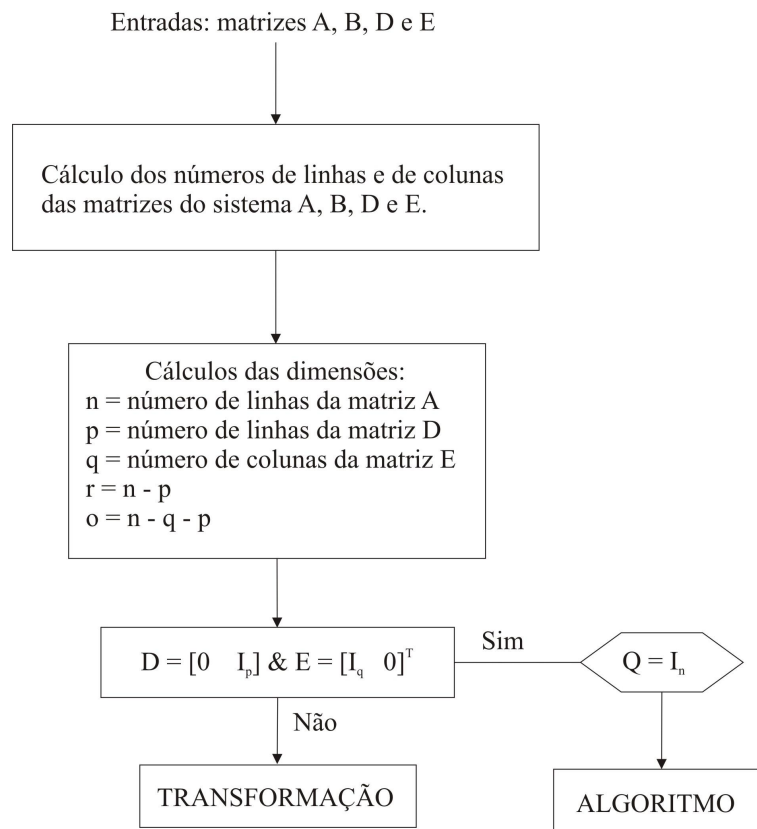 Entradas: matrizes A, B, D e E
Cálculo dos números de linhas e de colunas
das matrizes do sistema A, B, D e E.
Cálculos das dimensões:
n = número de linhas da matriz A
p = número de linhas da matriz D
q = número de colunas da matriz E
r = n - p
o = n - q - p
D = [0 I_p] & E = [I_q 0]^T
Sim
Q = I_n
Não
TRANSFORMAÇÃO
ALGORITMO